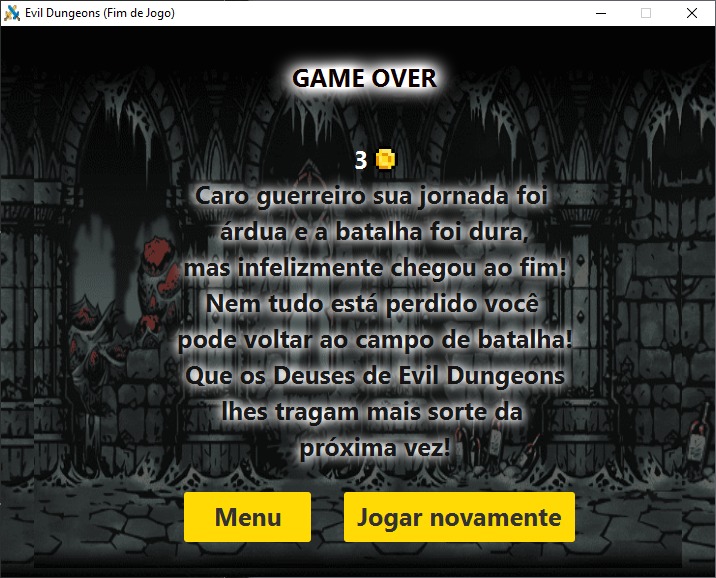 Evil Dungeons (Fim de Jogo)
GAME OVER
3
Caro guerreiro sua jornada foi
árdua e a batalha foi dura,
mas infelizmente chegou ao fim!
Nem tudo está perdido você
pode voltar ao campo de batalha!
Que os Deuses de Evil Dungeons
lhes tragam mais sorte da
próxima vez!
Menu
Jogar novamente